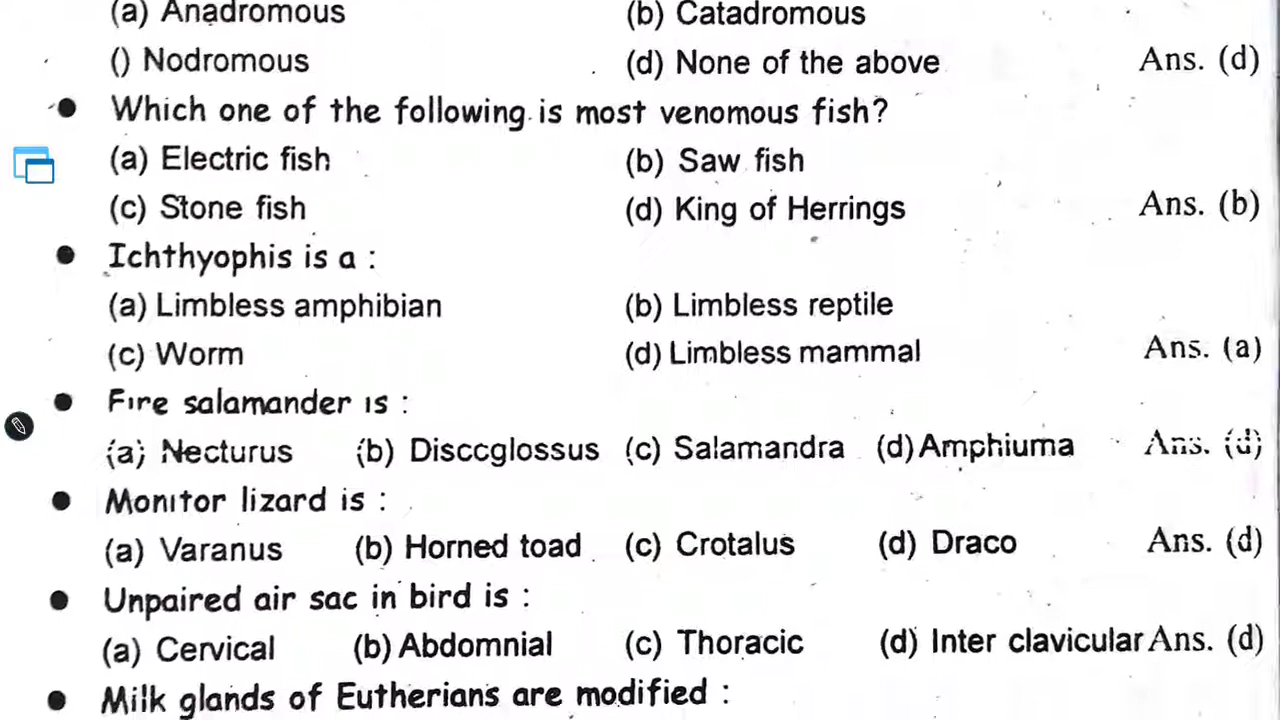 (a) Anadromous (b) Catadromous
() Nodromous (d) None of the above Ans. (d)
● Which one of the following is most venomous fish?
(a) Electric fish (b) Saw fish
(c) Stone fish (d) King of Herrings Ans. (b)
● Ichthyophis is a :
(a) Limbless amphibian (b) Limbless reptile
(c) Worm (d) Limbless mammal Ans. (a)
● Fire salamander is :
(a) Necturus (b) Disccglossus (c) Salamandra (d) Amphiuma Ans. (d)
● Monitor lizard is :
(a) Varanus (b) Horned toad (c) Crotalus (d) Draco Ans. (d)
● Unpaired air sac in bird is :
(a) Cervical (b) Abdomnial (c) Thoracic (d) Inter clavicular Ans. (d)
● Milk glands of Eutherians are modified :